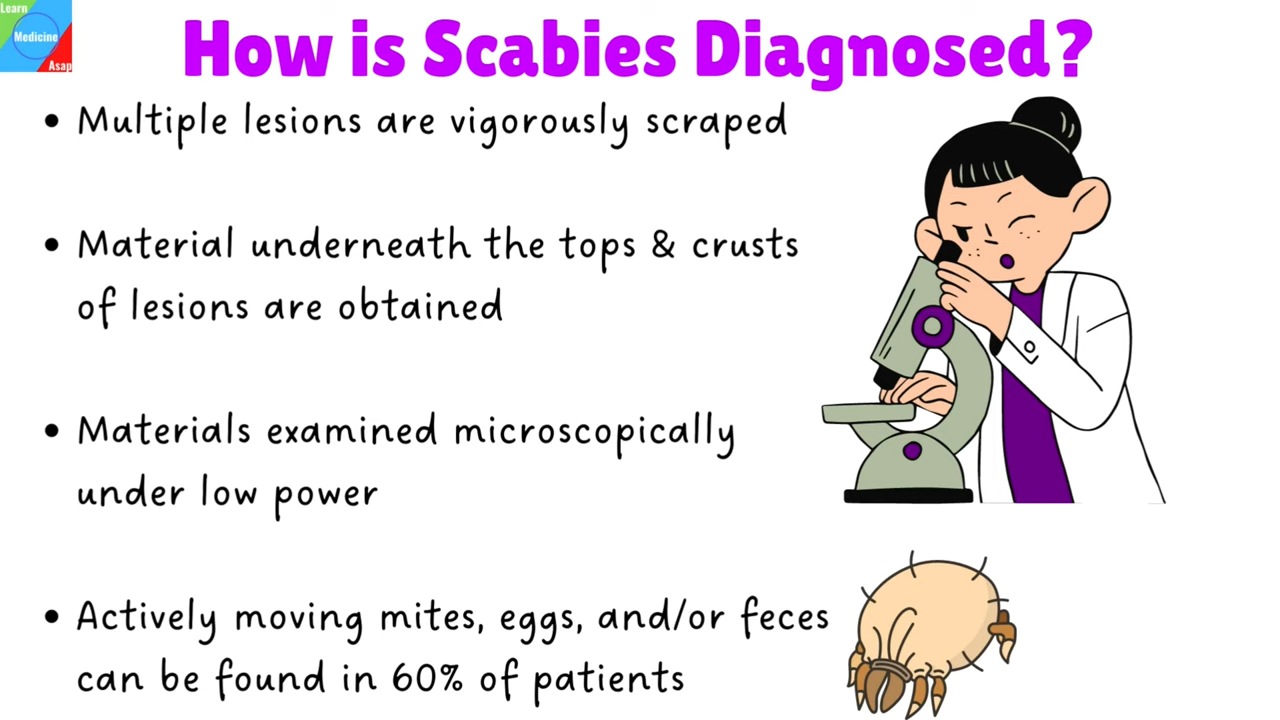 Learn
Medicine
Asap
How is Scabies Diagnosed?
• Multiple lesions are vigorously scraped
• Material underneath the tops & crusts
of lesions are obtained
• Materials examined microscopically
under low power
• Actively moving mites, eggs, and/or feces
can be found in 60% of patients